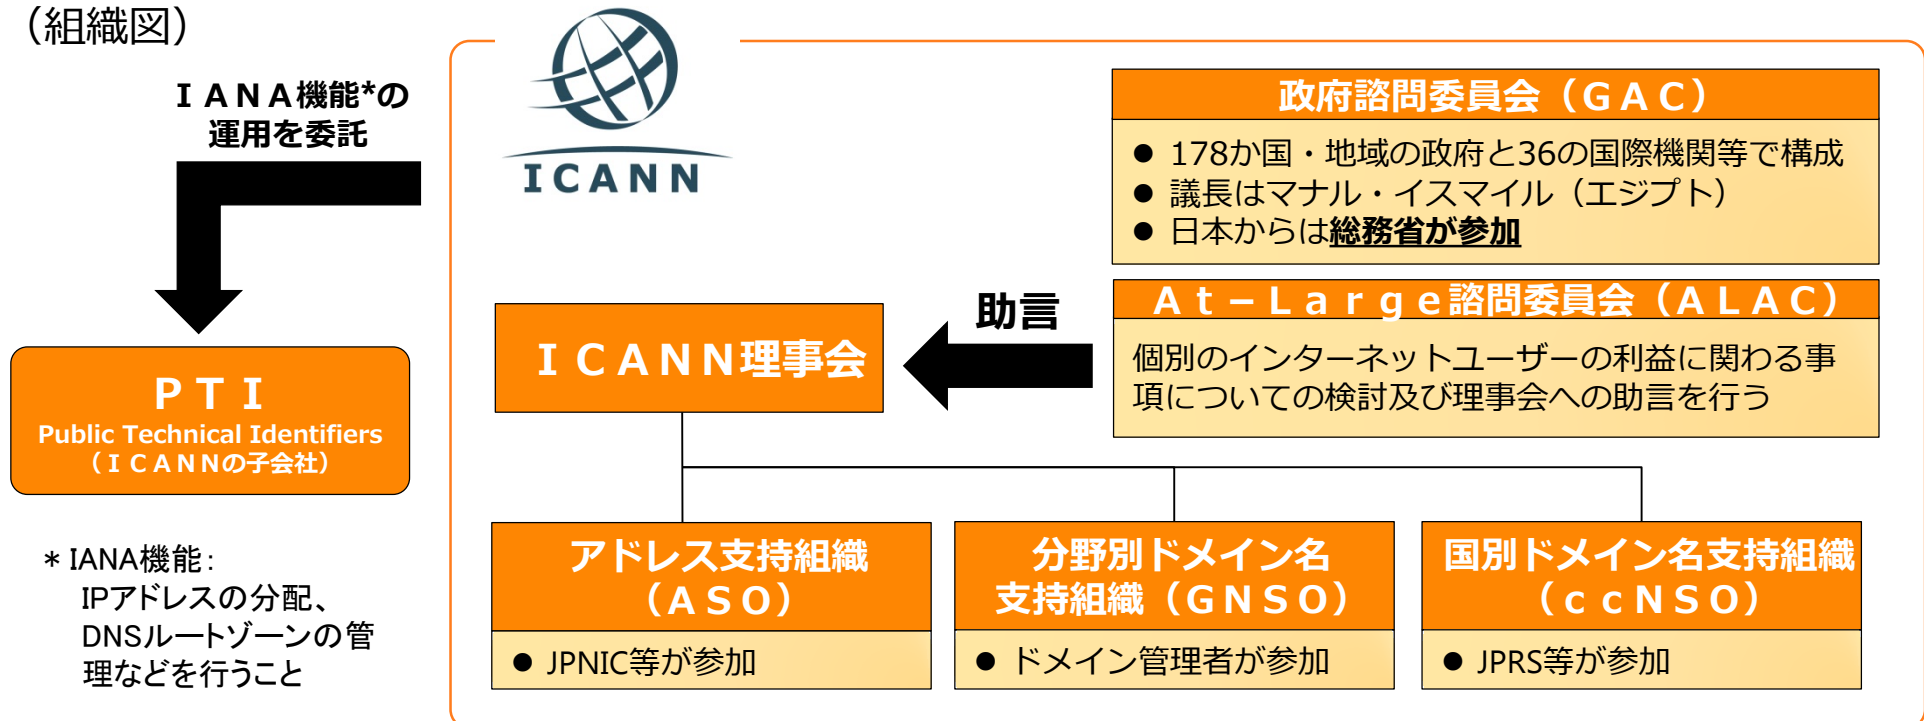 （組織図）
ＩＡＮＡ機能*の
運用を委託
ICANN
政府諮問委員会（ＧＡＣ）
● 178か国・地域の政府と36の国際機関等で構成
● 議長はマナル・イスマイル（エジプト）
● 日本からは総務省が参加
助言
Ａｔ－Ｌａｒｇｅ諮問委員会（ＡＬＡＣ）
個別のインターネットユーザーの利益に関わる事
項についての検討及び理事会への助言を行う
ＩＣＡＮＮ理事会
ＰＴＩ
Public Technical Identifiers
（ＩＣＡＮＮの子会社）
＊IANA機能：
IPアドレスの分配、
DNSルートゾーンの管
理などを行うこと
アドレス支持組織
（ＡＳＯ）
● JPNIC等が参加
分野別ドメイン名
支持組織（ＧＮＳＯ）
● ドメイン管理者が参加
国別ドメイン名支持組織
（ｃｃＮＳＯ）
● JPRS等が参加